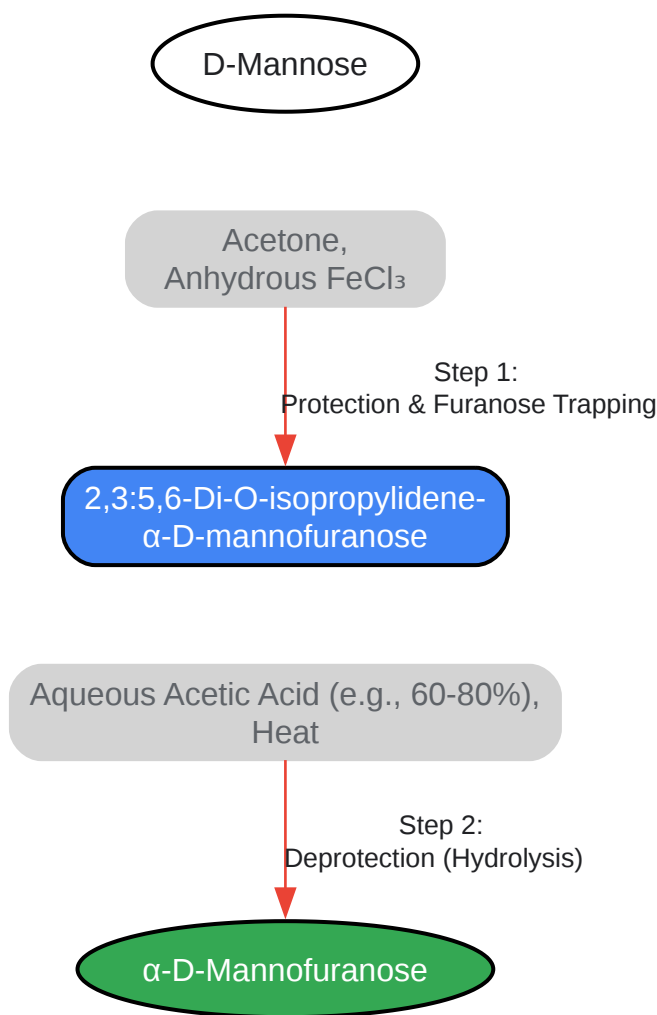 D-Mannose
Acetone,
Anhydrous FeCl₃
Step 1:
Protection & Furanose Trapping
2,3:5,6-Di-O-isopropylidene-
α-D-mannofuranose
Aqueous Acetic Acid (e.g., 60-80%),
Heat
Step 2:
Deprotection (Hydrolysis)
α-D-Mannofuranose